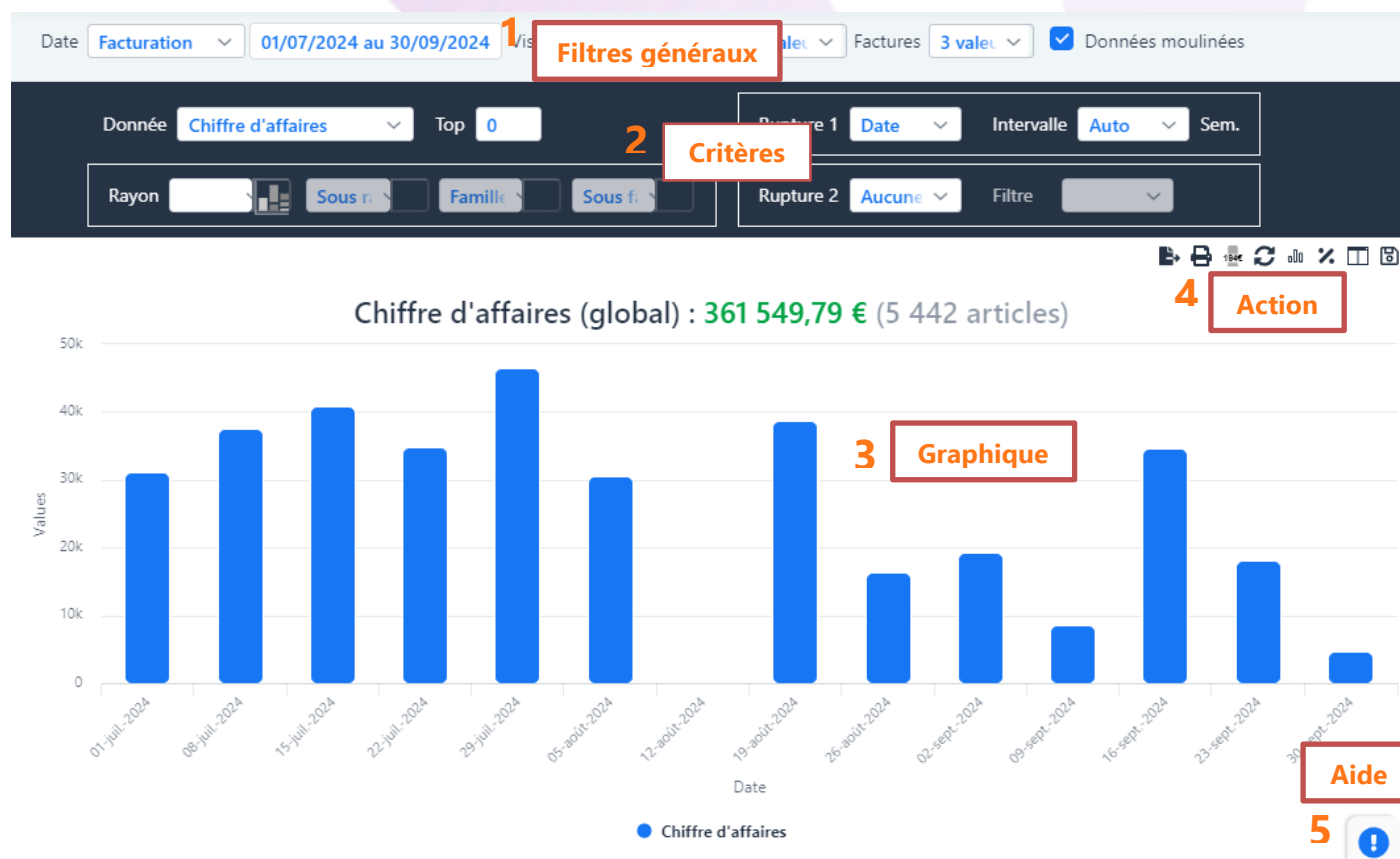 Date Facturation 01/07/2024 au 30/09/2024 1 Filtres généraux Factures 3 Données moulinées
Donnée Chiffre d'affaires Top 0 2 Critères 1 Date Intervalle Auto Sem.
Rayon Sous Famille Sous Rupture 2 Aucune Filtre
194€
4 Action
Chiffre d'affaires (global) : 361 549,79 € (5 442 articles)
50k
40k
3 Graphique
30k
Values
20k
10k
0
01-juil.-2024 08-juil.-2024 15-juil.-2024 22-juil.-2024 29-juil.-2024 05-août-2024 12-août-2024 19-août-2024 26-août-2024 02-sept.-2024 09-sept.-2024 16-sept.-2024 23-sept.-2024
Aide
Date
5
Chiffre d'affaires